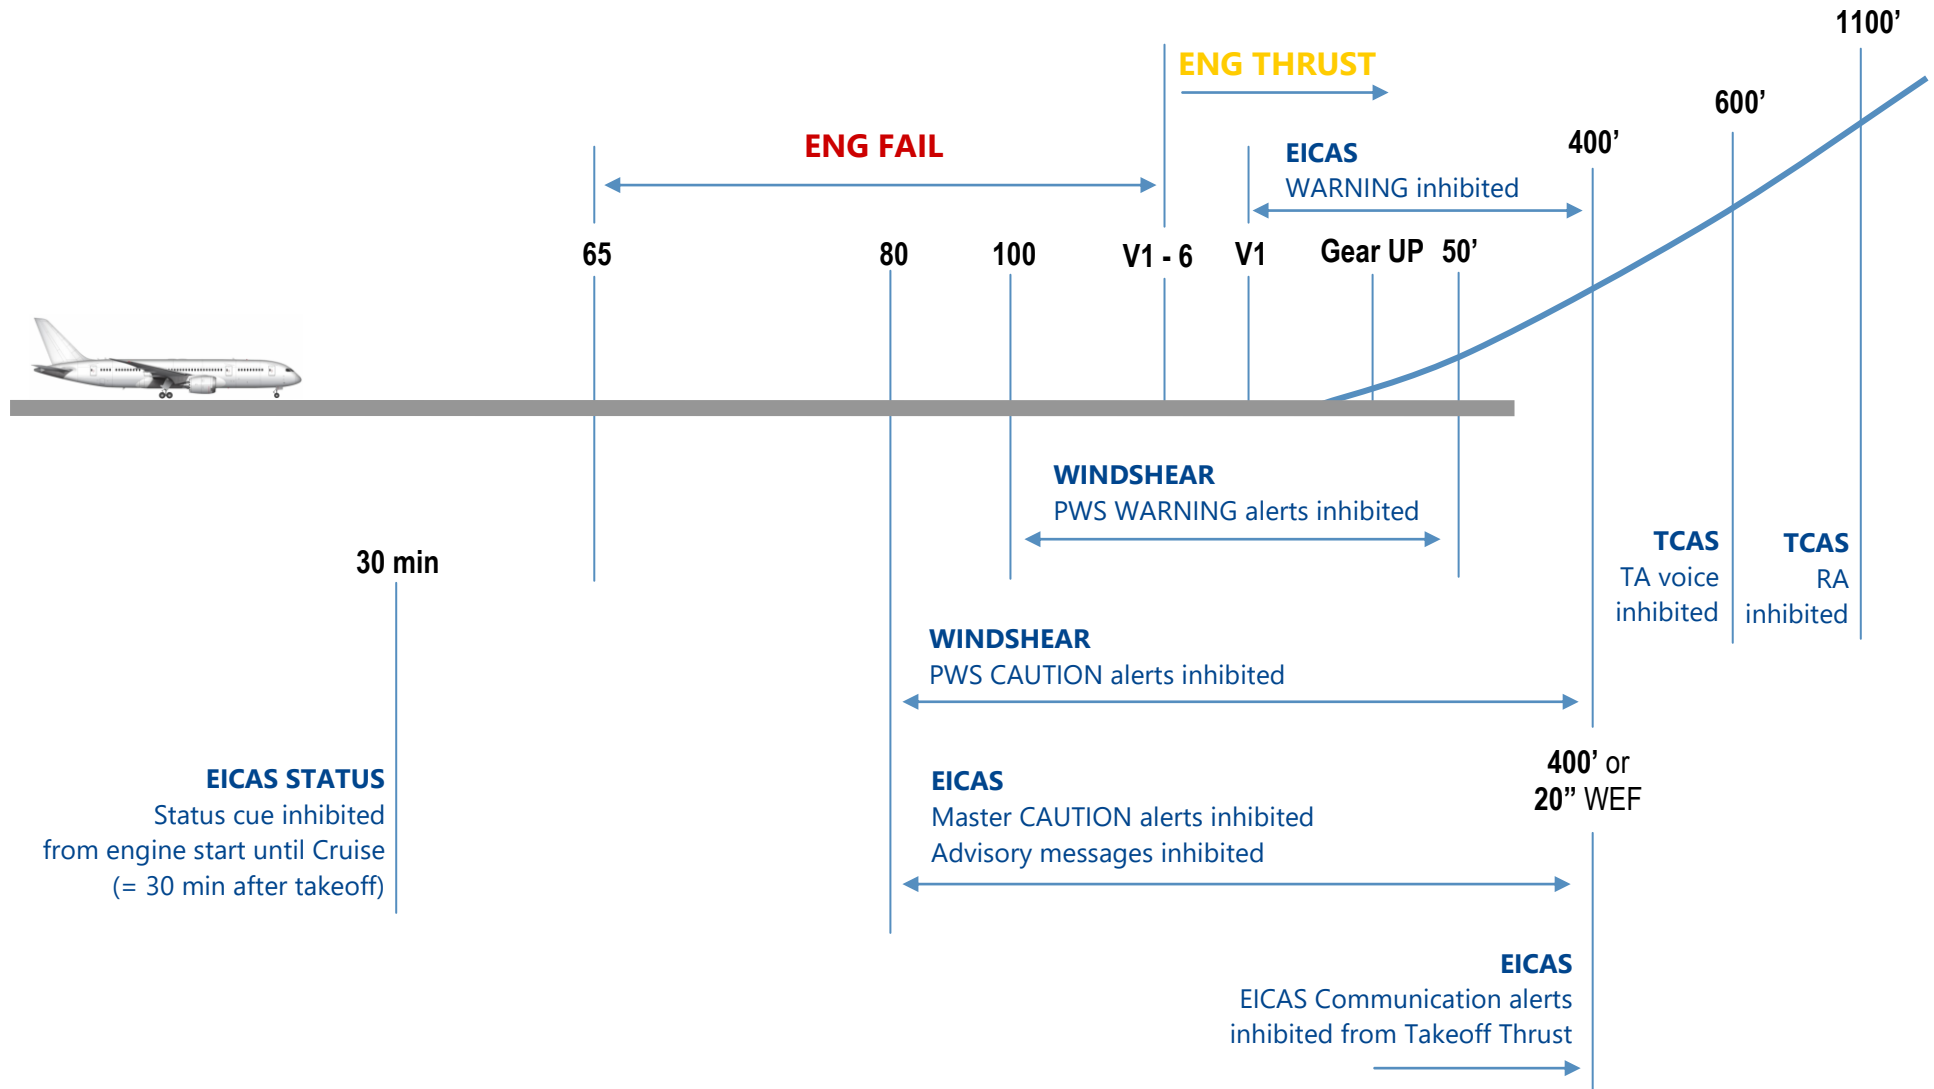 1100’
ENG THRUST
600’
ENG FAIL
EICAS
WARNING inhibited
400’
65
80
100
V1 - 6
V1
Gear UP
50’
WINDSHEAR
PWS WARNING alerts inhibited
30 min
TCAS
TA voice
inhibited
TCAS
RA
inhibited
WINDSHEAR
PWS CAUTION alerts inhibited
EICAS STATUS
Status cue inhibited
from engine start until Cruise
(= 30 min after takeoff)
EICAS
Master CAUTION alerts inhibited
Advisory messages inhibited
400’ or
20” WEF
EICAS
EICAS Communication alerts
inhibited from Takeoff Thrust